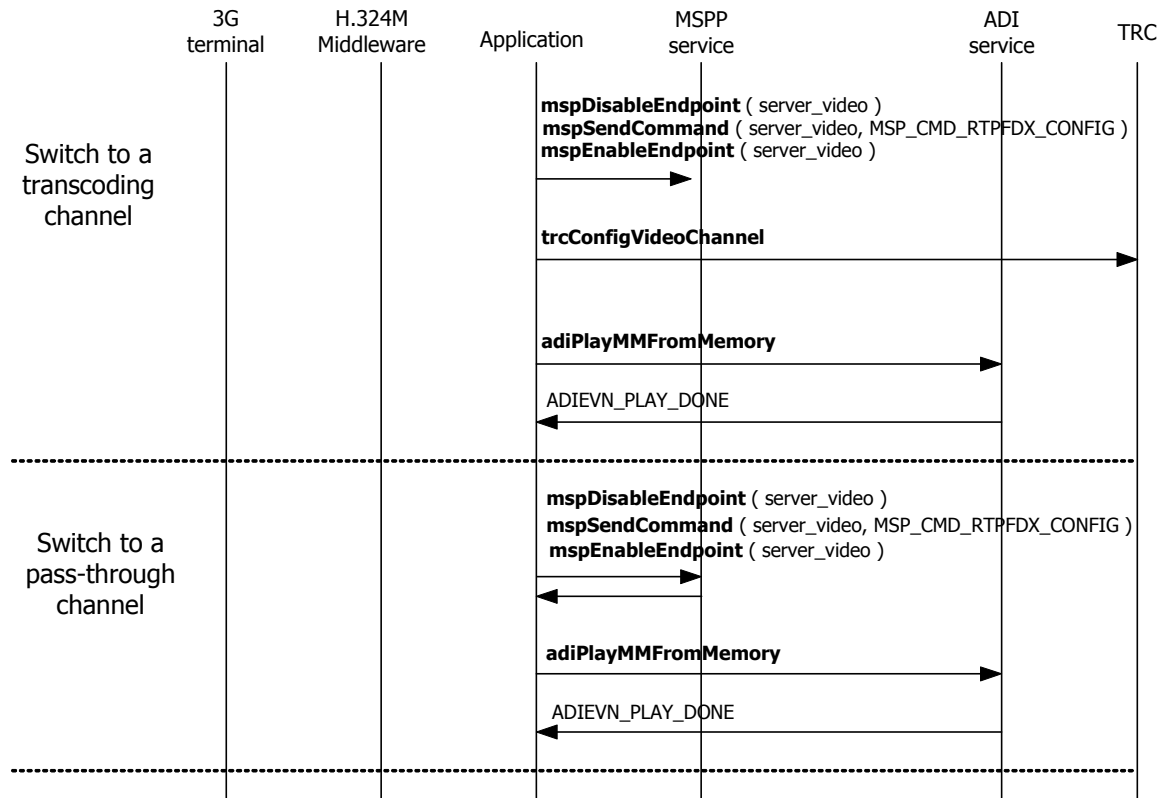 3G
terminal
H.324M
Middleware
Application
MSPP
service
ADI
service
TRC
Switch to a
transcoding
channel
mspDisableEndpoint ( server_video )
mspSendCommand ( server_video, MSP_CMD_RTPFDX_CONFIG )
mspEnableEndpoint ( server_video )
trcConfigVideoChannel
adiPlayMMFromMemory
ADIEVN_PLAY_DONE
Switch to a
pass-through
channel
mspDisableEndpoint ( server_video )
mspSendCommand ( server_video, MSP_CMD_RTPFDX_CONFIG )
mspEnableEndpoint ( server_video )
adiPlayMMFromMemory
ADIEVN_PLAY_DONE